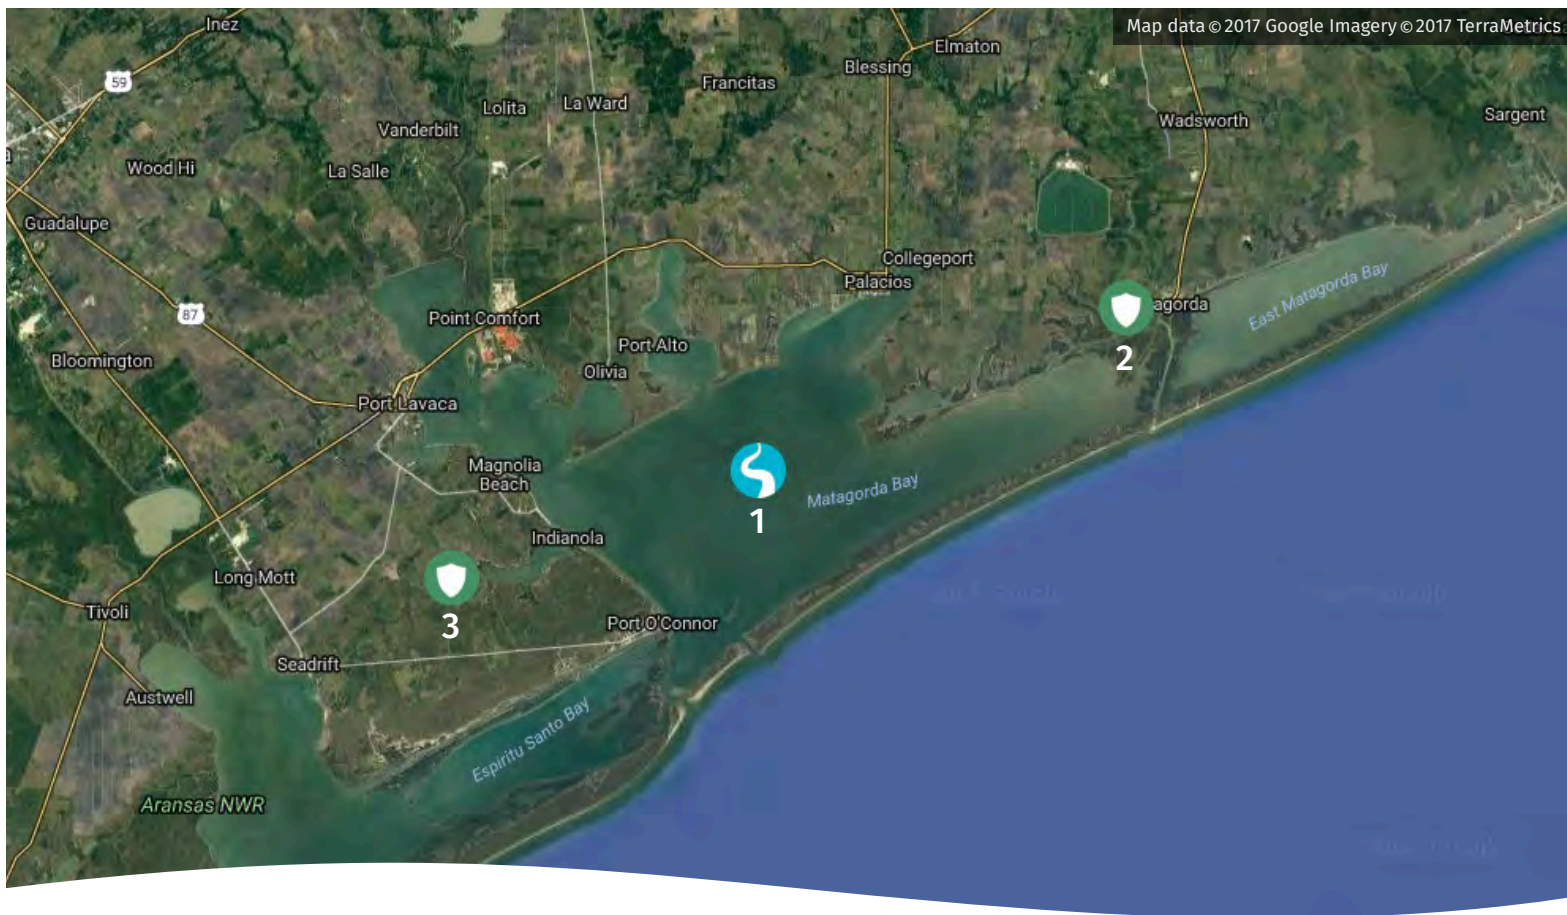 Map data © 2017 Google Imagery © 2017 TerraMetrics
Inez
Elmaton
Blessing
59
Francitas
Lolita
La Ward
Vanderbilt
Wadsworth
Sargent
Wood Hi
La Salle
Guadalupe
Collegeport
Palacios
East Matagorda Bay
agorda
87
Point Comfort
2
Port Alto
Bloomington
Olivia
Port Lavaca
Magnolia
Beach
Matagorda Bay
1
Indianola
Long Mott
3
Tivoli
Port O'Connor
Seadrift
Austwell
Espiritu Santo Bay
Aransas NWR